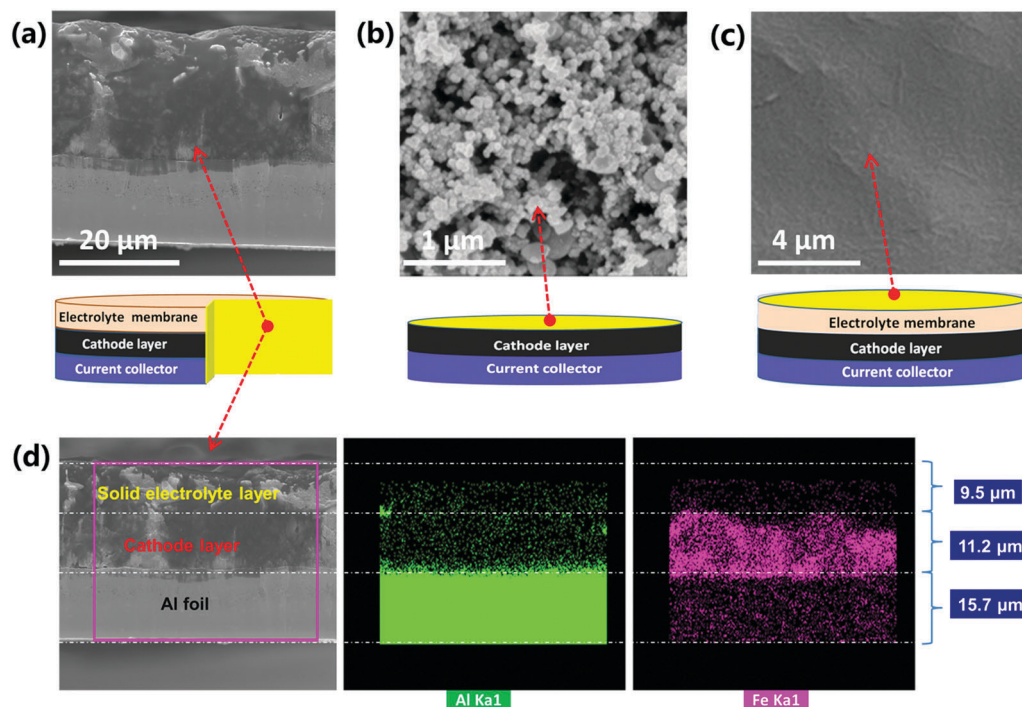 (a)
20 µm
(b)
1 µm
(c)
4 µm
Electrolyte membrane
Cathode layer
Current collector
Cathode layer
Current collector
Electrolyte membrane
Cathode layer
Current collector
(d)
Solid electrolyte layer
Cathode layer
Al foil
9.5 µm
11.2 µm
15.7 µm
Al Ka1
Fe Ka1